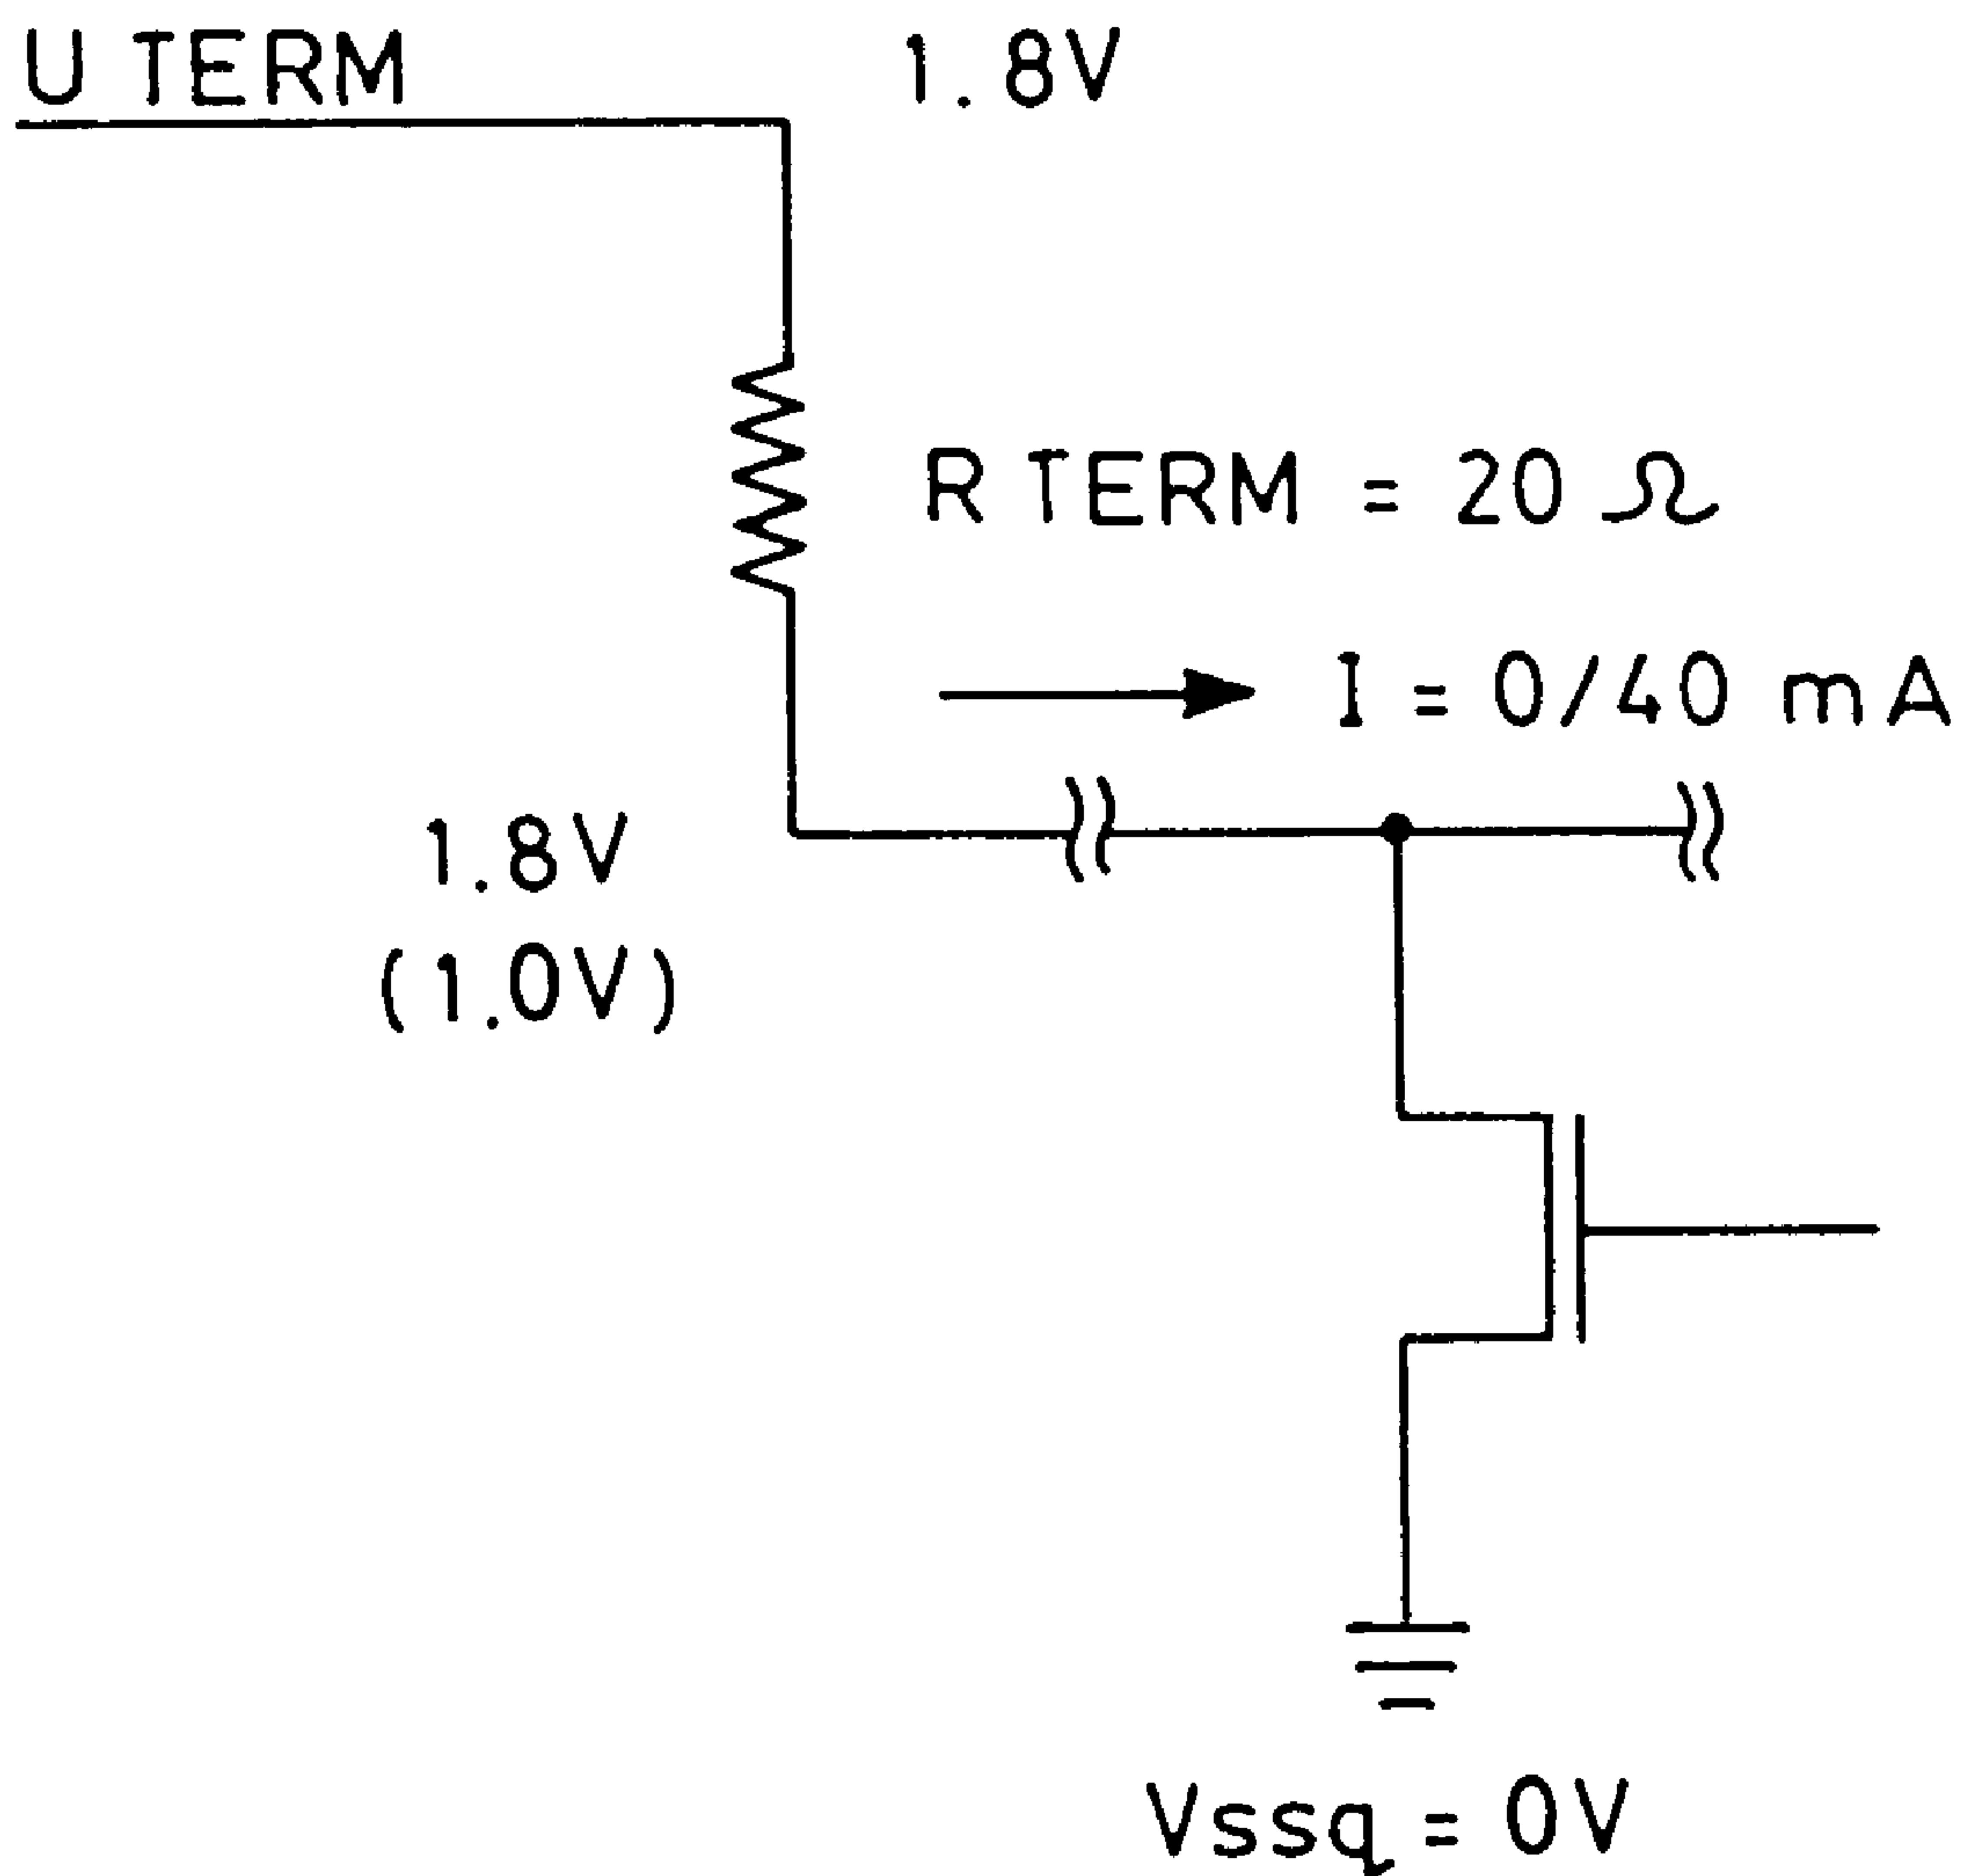 U TERM 1.8V
R TERM = 20 Ω
I = 0/40 mA
1.8V
(1.0V)
Vssq = 0V